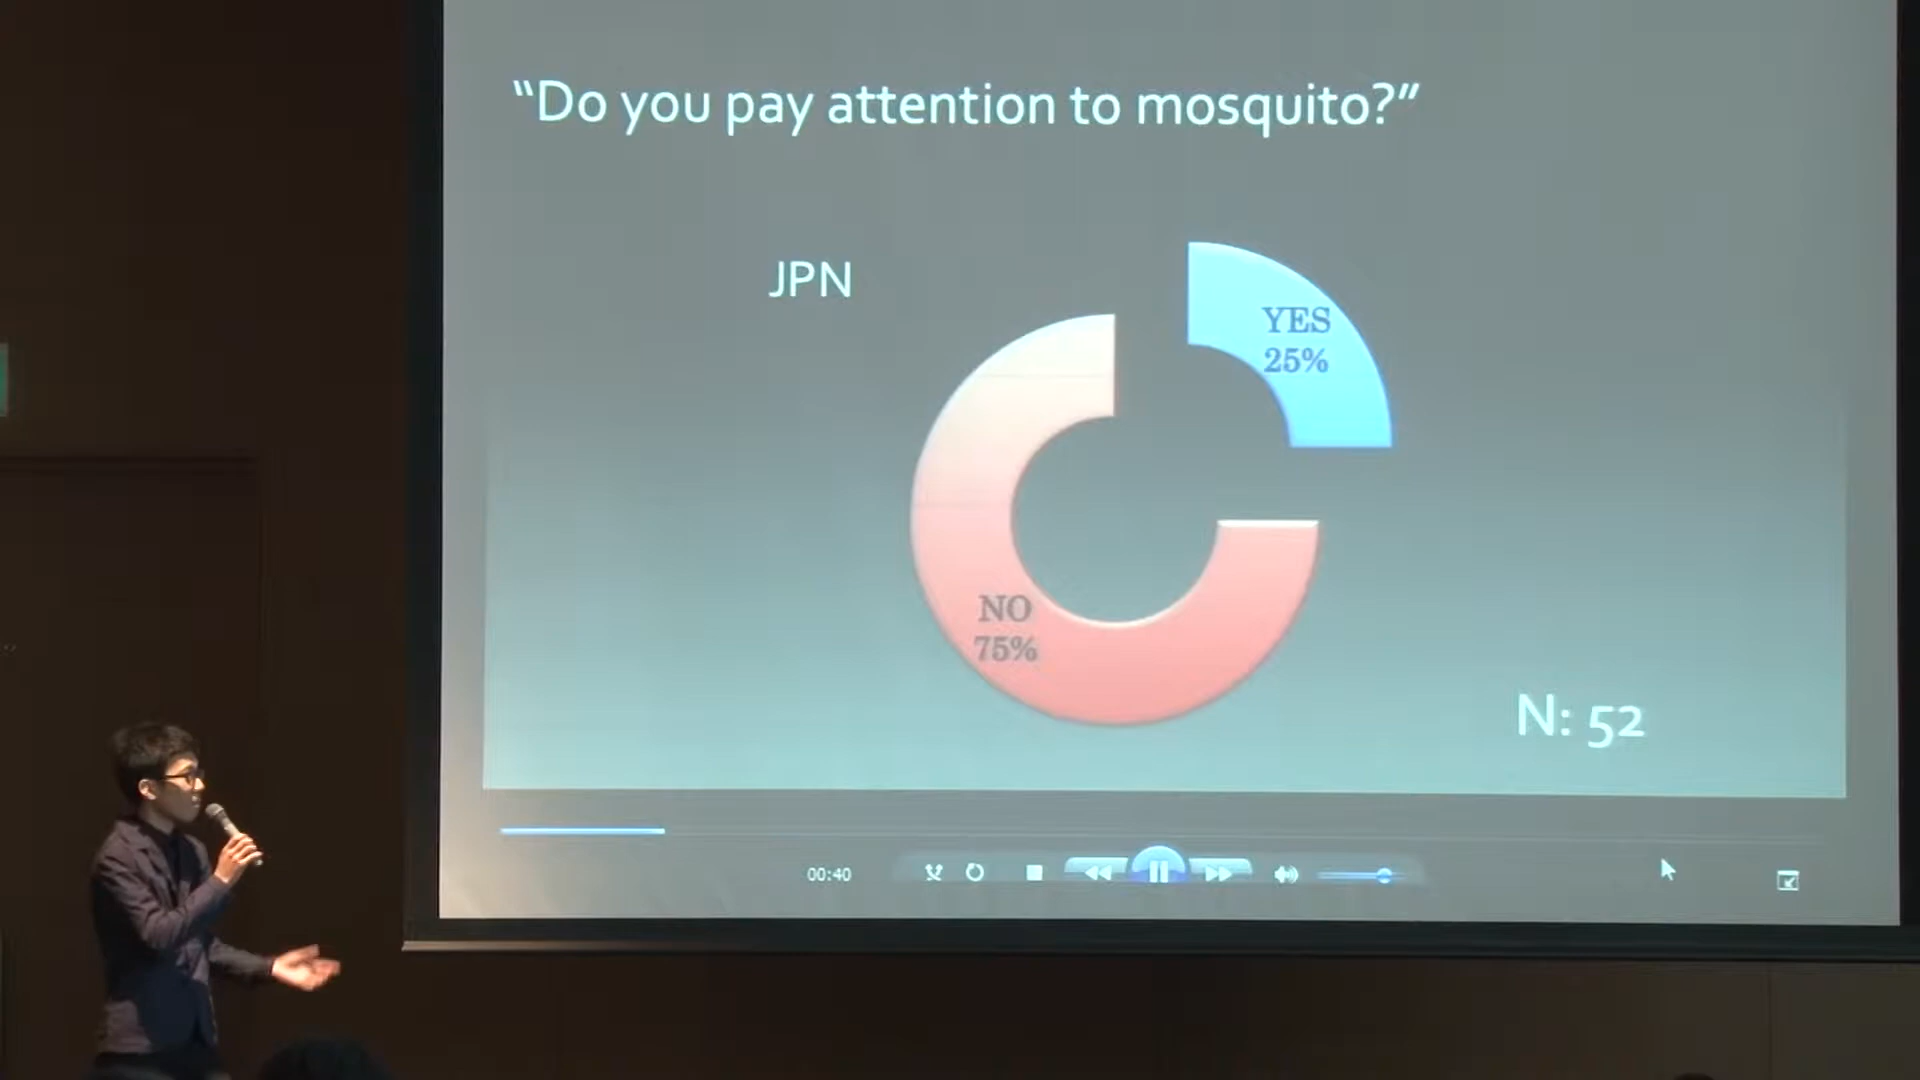 “Do you pay attention to mosquito?”
JPN
YES
25%
NO
75%
N: 52
00:40